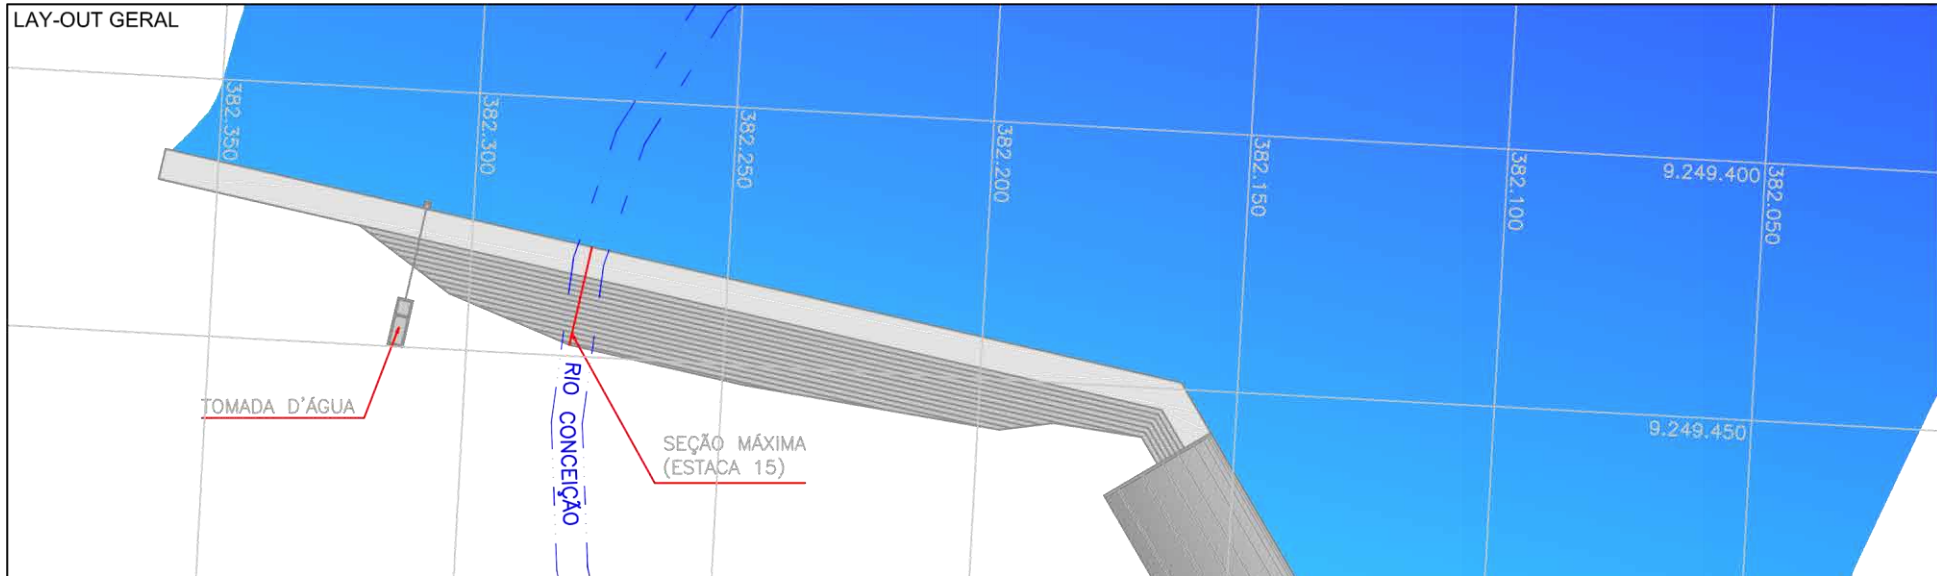 LAY-OUT GERAL
382.350
382.300
382.250
382.200
382.150
382.100
382.050
9.249.400
9.249.450
TOMADA D'ÁGUA
RIO CONCEIÇÃO
SEÇÃO MÁXIMA
(ESTACA 15)